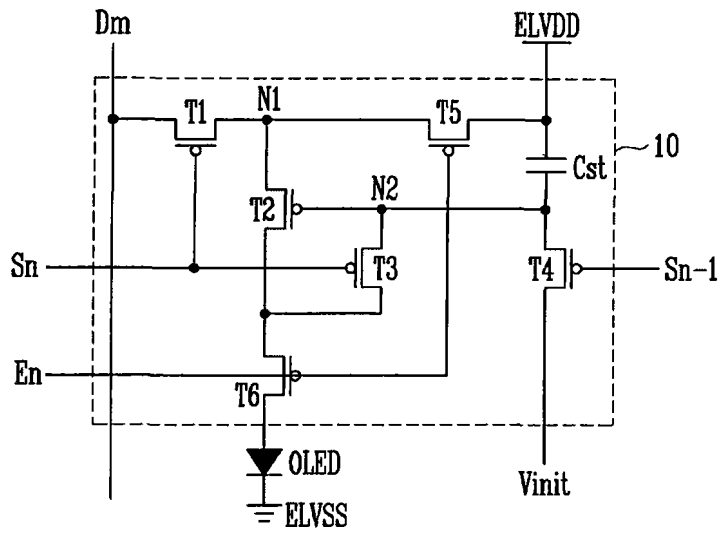 Dm
ELVDD
T1
N1
T5
10
Cst
N2
T2
Sn
T3
T4
Sn-1
En
T6
OLED
Vinit
ELVSS